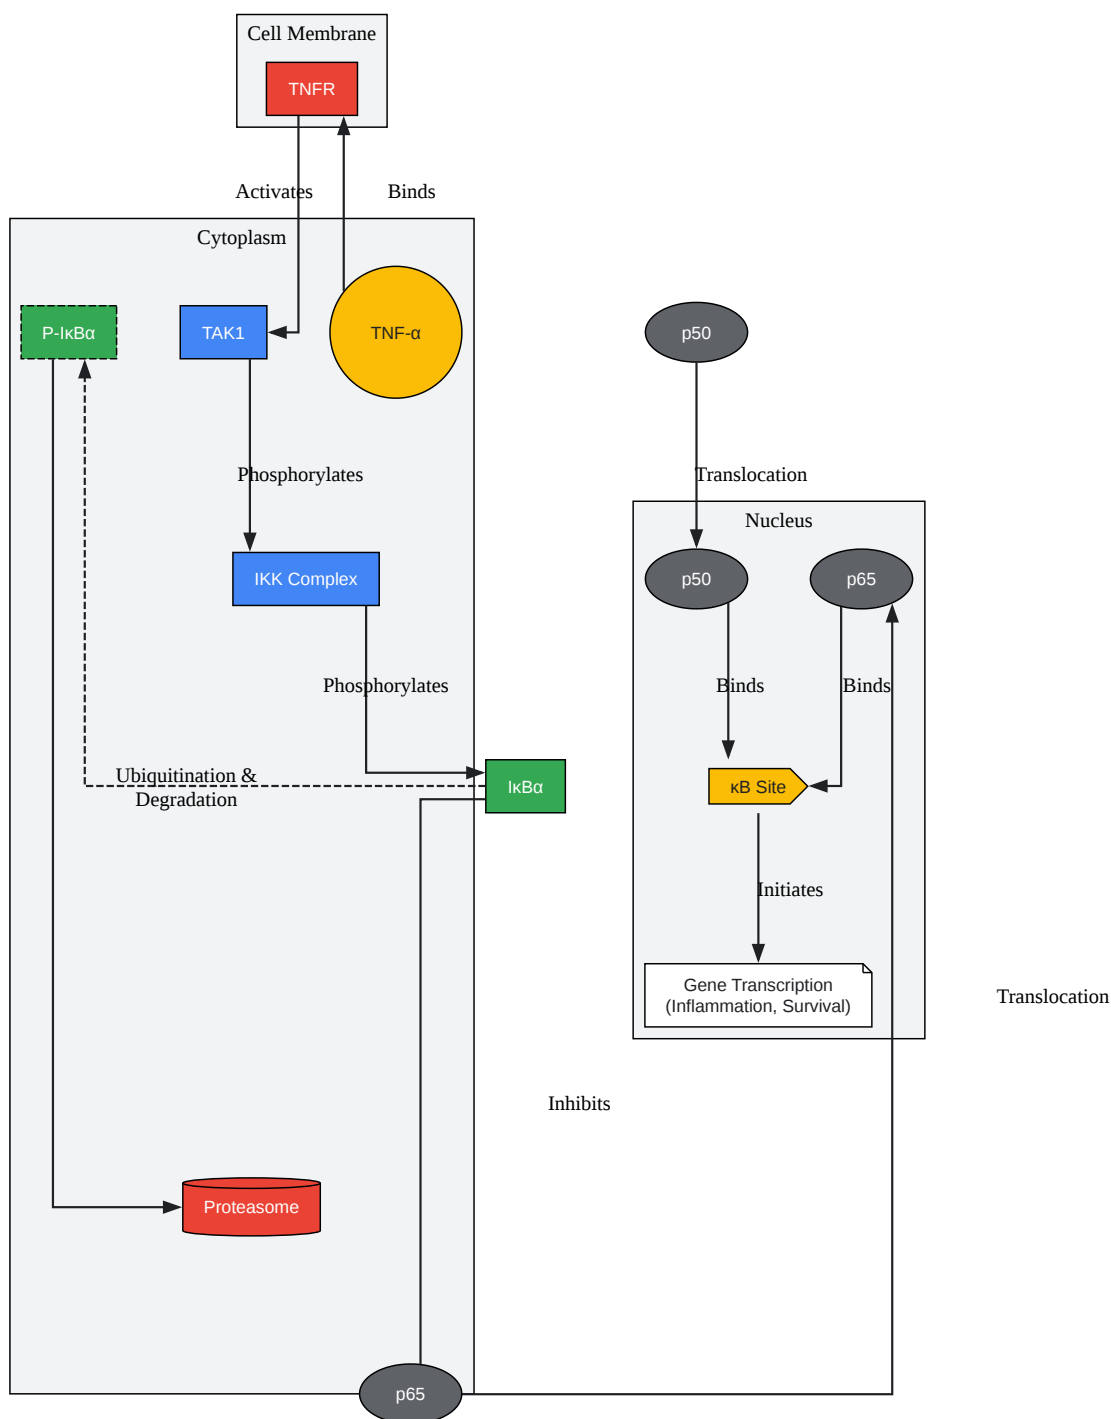 Cell Membrane
TNFR
Activates
Binds
Cytoplasm
P-IκBα
TAK1
TNF-α
p50
Phosphorylates
Translocation
Nucleus
IKK Complex
p50
p65
Phosphorylates
Binds
Binds
Ubiquitination &
Degradation
IκBα
κB Site
Initiates
Gene Transcription
(Inflammation, Survival)
Translocation
Inhibits
Proteasome
p65